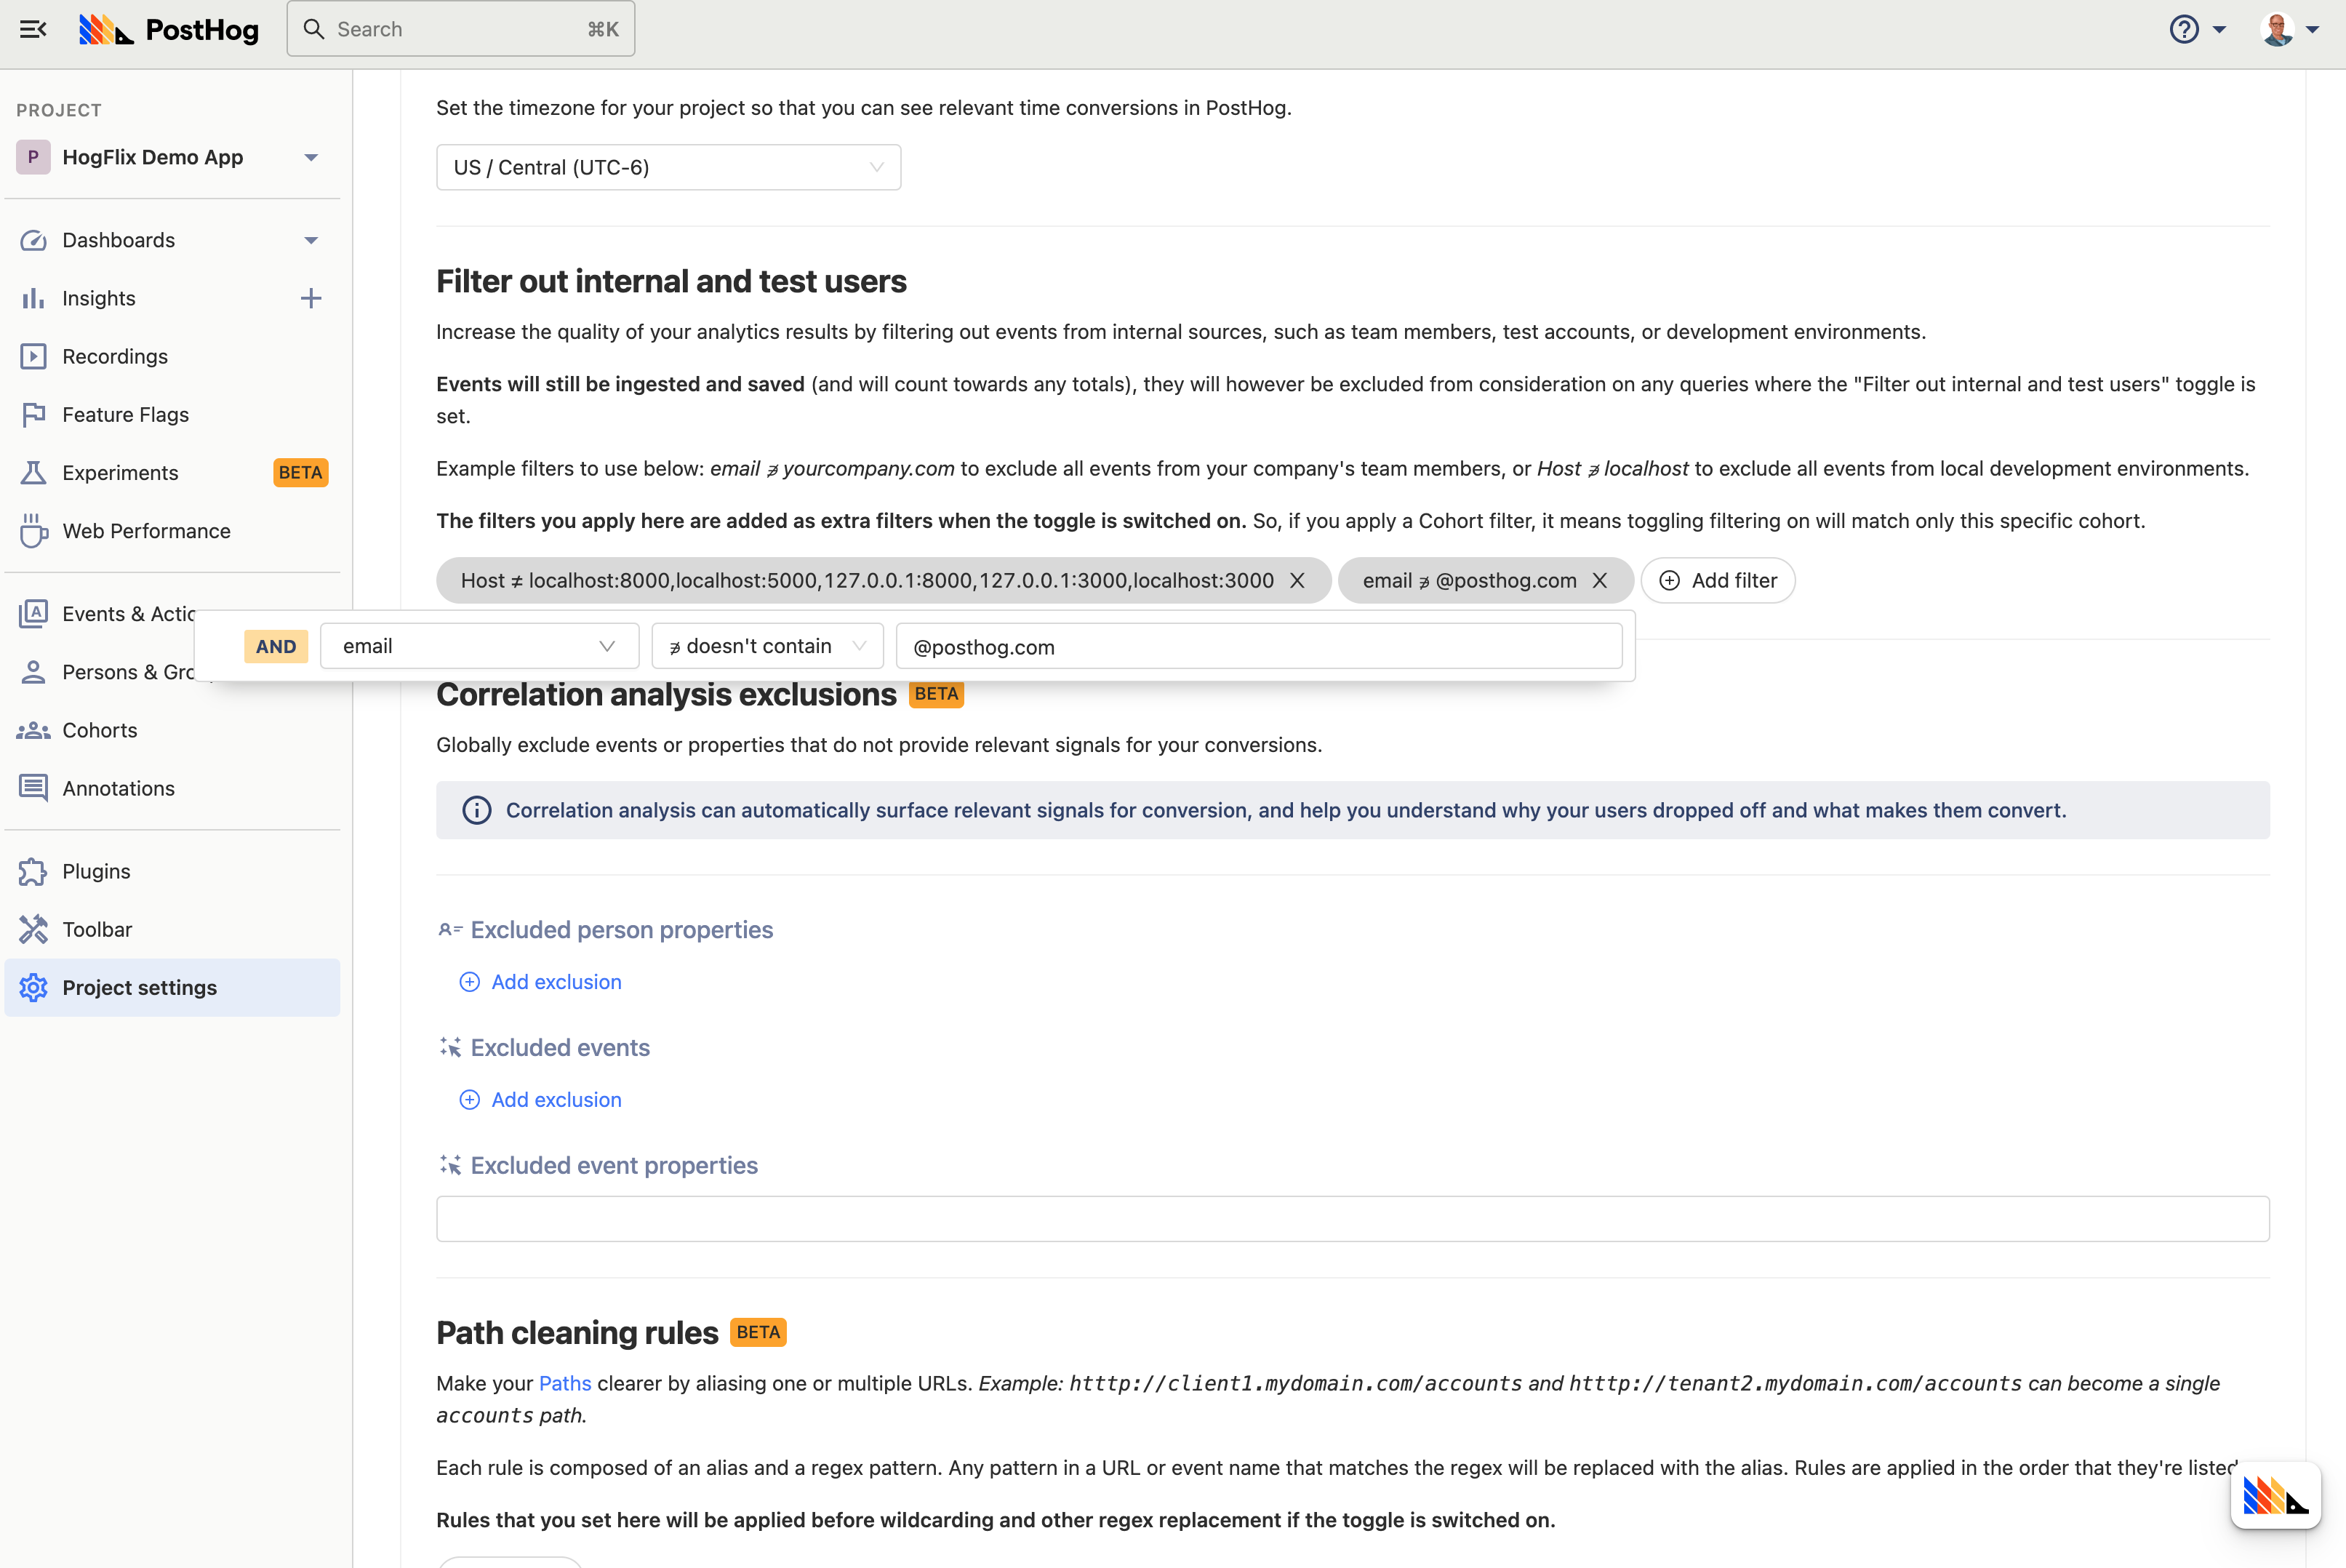 PostHog
Search ⌘K
PROJECT
P HogFlix Demo App
Dashboards
Insights
Recordings
Feature Flags
Experiments BETA
Web Performance
Events & Actio
Persons & Gro
Cohorts
Annotations
Plugins
Toolbar
Project settings
Set the timezone for your project so that you can see relevant time conversions in PostHog.
US / Central (UTC-6)
Filter out internal and test users
Increase the quality of your analytics results by filtering out events from internal sources, such as team members, test accounts, or development environments.
Events will still be ingested and saved (and will count towards any totals), they will however be excluded from consideration on any queries where the "Filter out internal and test users" toggle is
set.
Example filters to use below: email ∌ yourcompany.com to exclude all events from your company's team members, or Host ∌ localhost to exclude all events from local development environments.
The filters you apply here are added as extra filters when the toggle is switched on. So, if you apply a Cohort filter, it means toggling filtering on will match only this specific cohort.
Host ≠ localhost:8000,localhost:5000,127.0.0.1:8000,127.0.0.1:3000,localhost:3000 email ∌ @posthog.com Add filter
AND email ∌ doesn't contain @posthog.com
Correlation analysis exclusions BETA
Globally exclude events or properties that do not provide relevant signals for your conversions.
Correlation analysis can automatically surface relevant signals for conversion, and help you understand why your users dropped off and what makes them convert.
Excluded person properties
Add exclusion
Excluded events
Add exclusion
Excluded event properties
Path cleaning rules BETA
Make your Paths clearer by aliasing one or multiple URLs. Example: htttp://client1.mydomain.com/accounts and htttp://tenant2.mydomain.com/accounts can become a single
accounts path.
Each rule is composed of an alias and a regex pattern. Any pattern in a URL or event name that matches the regex will be replaced with the alias. Rules are applied in the order that they're listed
Rules that you set here will be applied before wildcarding and other regex replacement if the toggle is switched on.